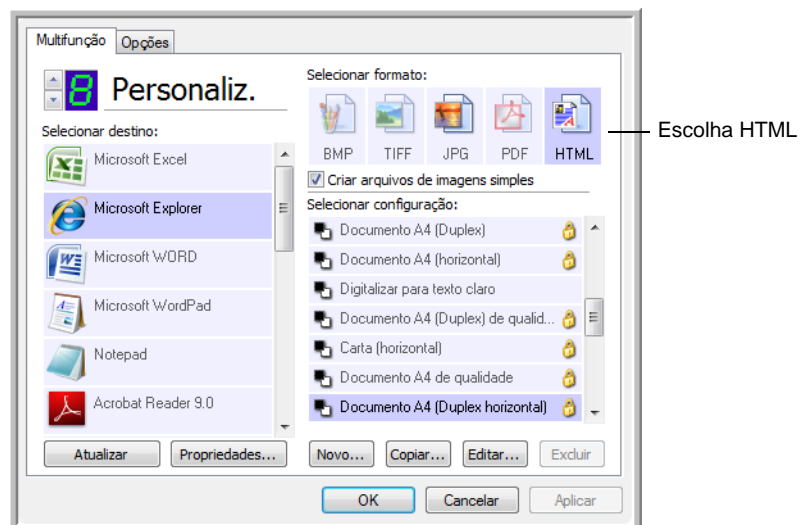 Multifunção
Opções
8
Personaliz.
Selecionar destino:
Microsoft Excel
Microsoft Explorer
Microsoft WORD
Microsoft WordPad
Notepad
Acrobat Reader 9.0
Atualizar
Propriedades...
Selecionar formato:
BMP TIFF JPG PDF HTML
Criar arquivos de imagens simples
Selecionar configuração:
Documento A4 (Duplex)
Documento A4 (horizontal)
Digitalizar para texto claro
Documento A4 (Duplex) de qualid...
Carta (horizontal)
Documento A4 de qualidade
Documento A4 (Duplex horizontal)
Novo... Copiar... Editar... Excluir
OK Cancelar Aplicar
Escolha HTML